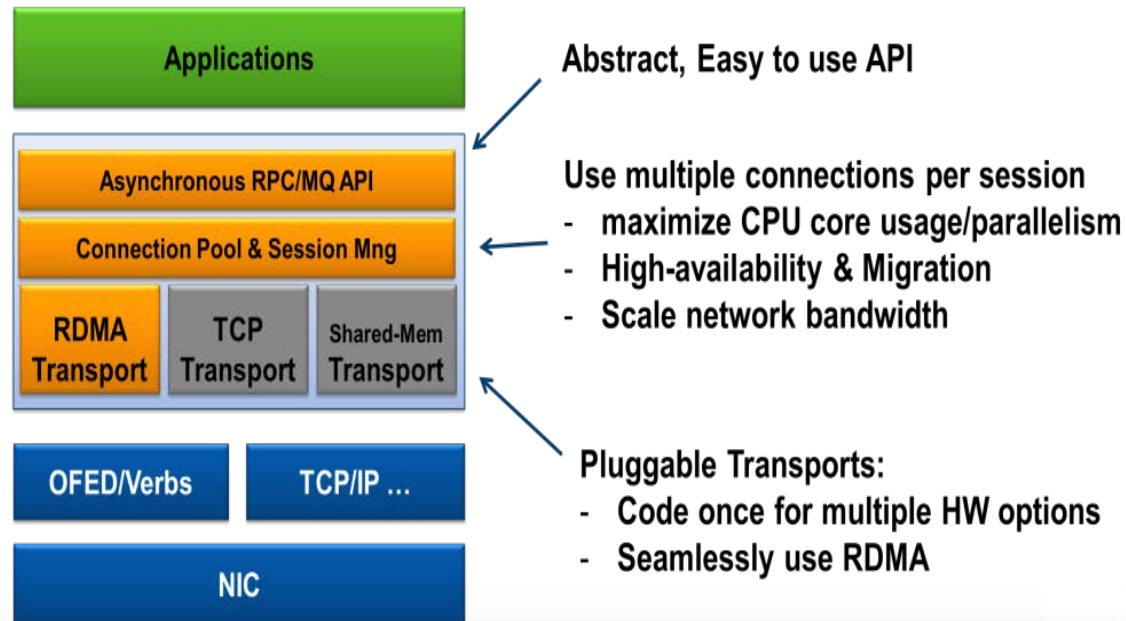 Applications
Abstract, Easy to use API
Asynchronous RPC/MQ API
Connection Pool & Session Mng
Use multiple connections per session
- maximize CPU core usage/parallelism
- High-availability & Migration
- Scale network bandwidth
RDMA
Transport
TCP
Transport
Shared-Mem
Transport
OFED/Verbs
TCP/IP ...
NIC
Pluggable Transports:
- Code once for multiple HW options
- Seamlessly use RDMA